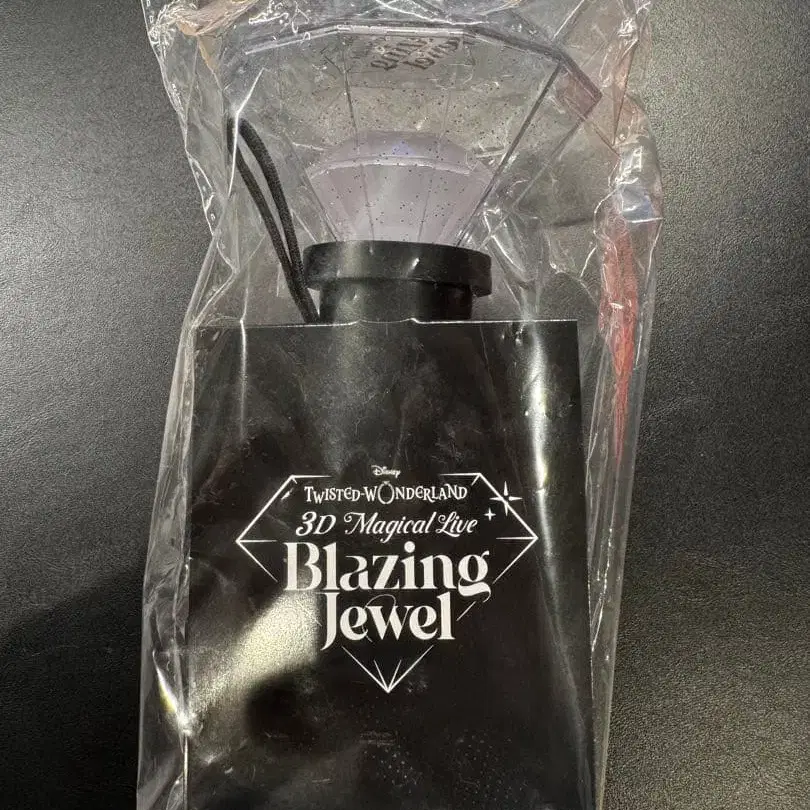 Disney
TWISTED-WONDERLAND
3D Magical Live
Blazing
Jewel